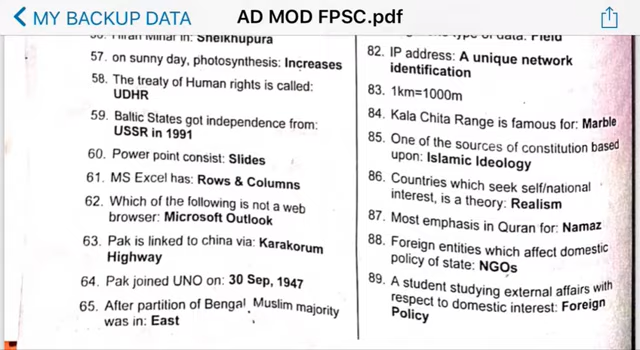 MY BACKUP DATA
AD MOD FPSC.pdf
Minar in: Sheikhupura
57. on sunny day, photosynthesis: Increases
58. The treaty of Human rights is called:
UDHR
59. Baltic States got independence from:
USSR in 1991
60. Power point consist: Slides
61. MS Excel has: Rows & Columns
62. Which of the following is not a web
browser: Microsoft Outlook
63. Pak is linked to china via: Karakorum
Highway
64. Pak joined UNO on: 30 Sep, 1947
65. After partition of Bengal, Muslim majority
was in: East
of data: Field
82. IP address: A unique network
identification
83. 1km=1000m
84. Kala Chita Range is famous for: Marble
85. One of the sources of constitution based
upon: Islamic Ideology
86. Countries which seek self/national
interest, is a theory: Realism
87. Most emphasis in Quran for: Namaz
88. Foreign entities which affect domestic
policy of state: NGOs
89. A student studying external affairs with
respect to domestic interest: Foreign
Policy